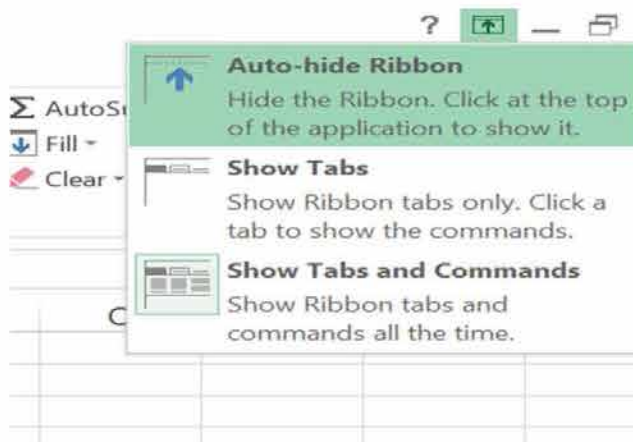 ?
Auto-hide Ribbon
Hide the Ribbon. Click at the top
of the application to show it.
Σ AutoSu
Fill
Clear
Show Tabs
Show Ribbon tabs only. Click a
tab to show the commands.
Show Tabs and Commands
Show Ribbon tabs and
commands all the time.